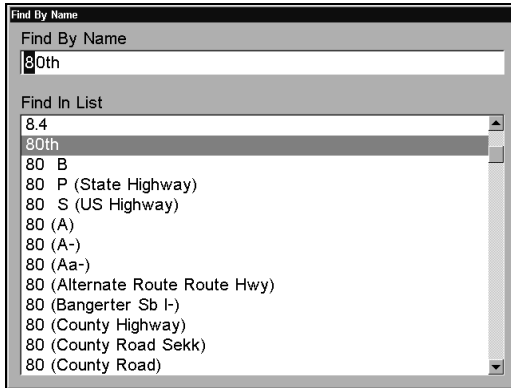 Find By Name
Find By Name
80th
Find In List
8.4
80th
80 B
80 P (State Highway)
80 S (US Highway)
80 (A)
80 (A-)
80 (Aa-)
80 (Alternate Route Route Hwy)
80 (Bangerter Sb I-)
80 (County Highway)
80 (County Road Sekk)
80 (County Road)